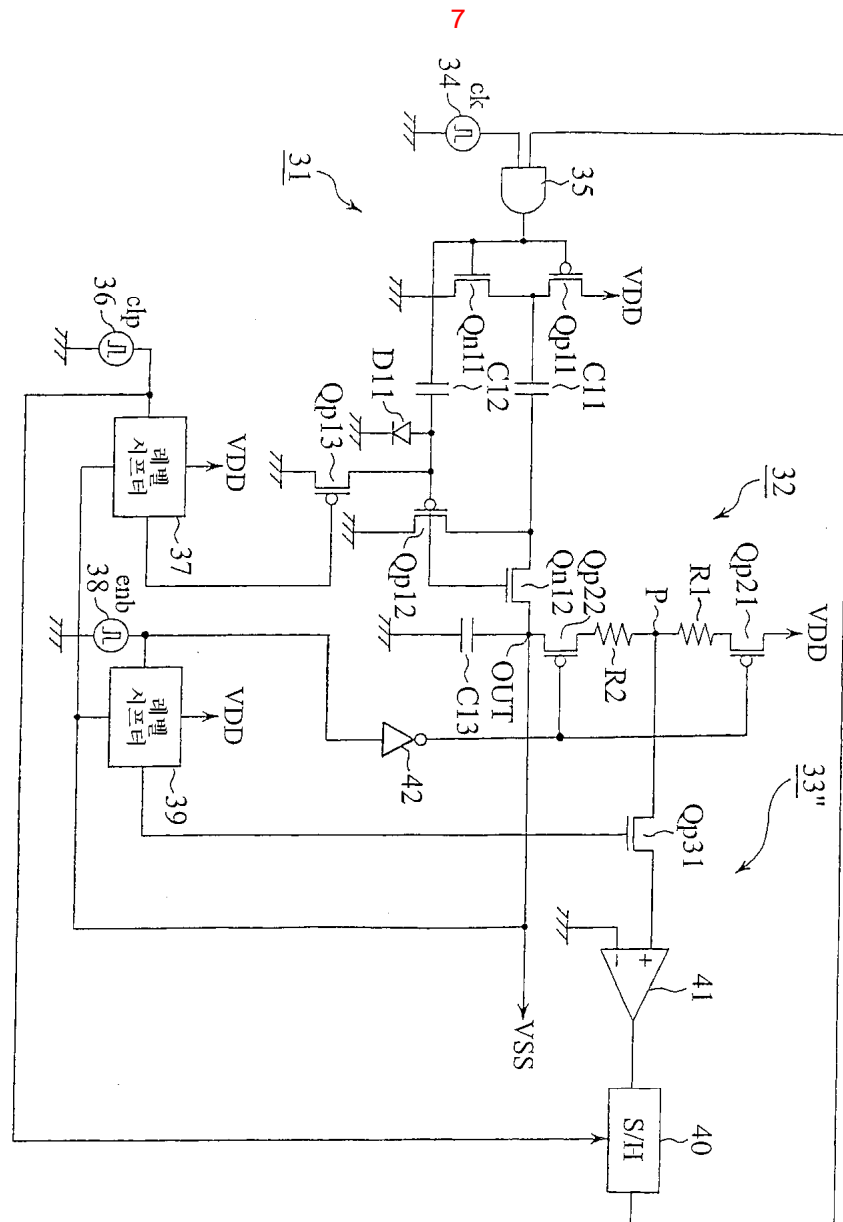 7
34
ck
35
31
36
clp
VDD
Qp11
Qn11
C11
C12
D11
Qp13
Qp12
Qn12
VDD
레벨
시프터
37
38
enb
VDD
레벨
시프터
39
32
VDD
Qp21
R1
P
R2
Qp22
OUT
C13
42
33"
Qp31
+
-
41
VSS
S/H
40